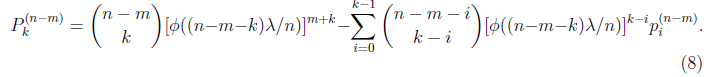 P_k^{(n-m)} = \binom{n-m}{k} [\phi((n-m-k)\lambda/n)]^{m+k} - \sum_{i=0}^{k-1} \binom{n-m-i}{k-i} [\phi((n-m-k)\lambda/n)]^{k-i} p_i^{(n-m)}.
(8)